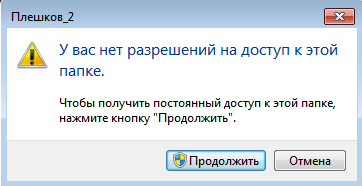 Плешков_2
У вас нет разрешений на доступ к этой
папке.
Чтобы получить постоянный доступ к этой папке,
нажмите кнопку "Продолжить".
Продолжить
Отмена